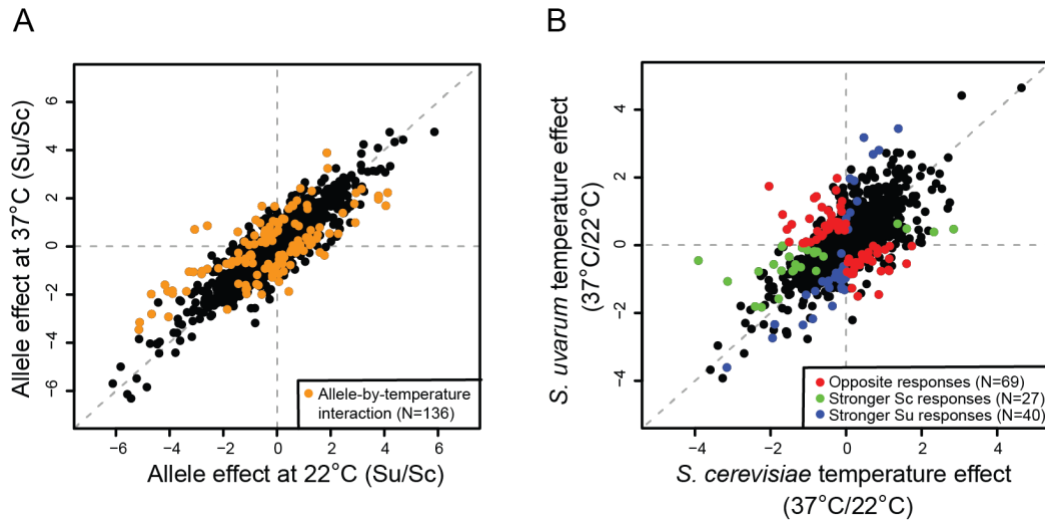 A
Allele effect at 37°C (Su/Sc)
6
4
2
0
−2
−4
−6
−6
−4
−2
0
2
4
6
Allele-by-temperature
interaction (N=136)
Allele effect at 22°C (Su/Sc)
B
S. uvarum temperature effect
(37°C/22°C)
4
2
0
−2
−4
−4
−2
0
2
4
Opposite responses (N=69)
Stronger Sc responses (N=27)
Stronger Su responses (N=40)
S. cerevisiae temperature effect
(37°C/22°C)